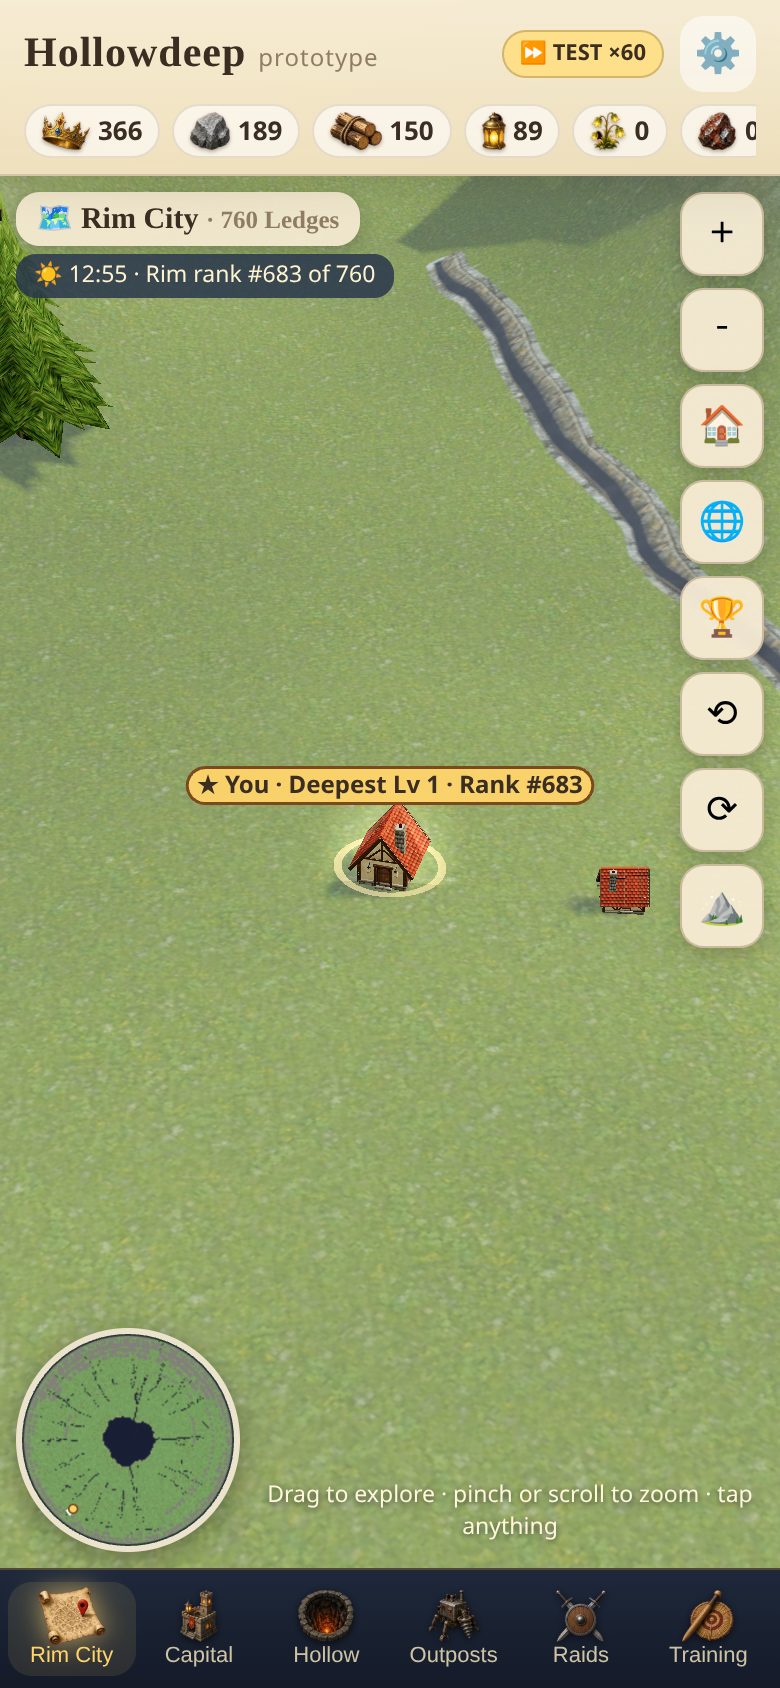 Hollowdeep prototype
TEST ×60
366
189
150
89
0
0
Rim City · 760 Ledges
12:55 · Rim rank #683 of 760
+
-
★ You · Deepest Lv 1 · Rank #683
Drag to explore · pinch or scroll to zoom · tap
anything
Rim City
Capital
Hollow
Outposts
Raids
Training